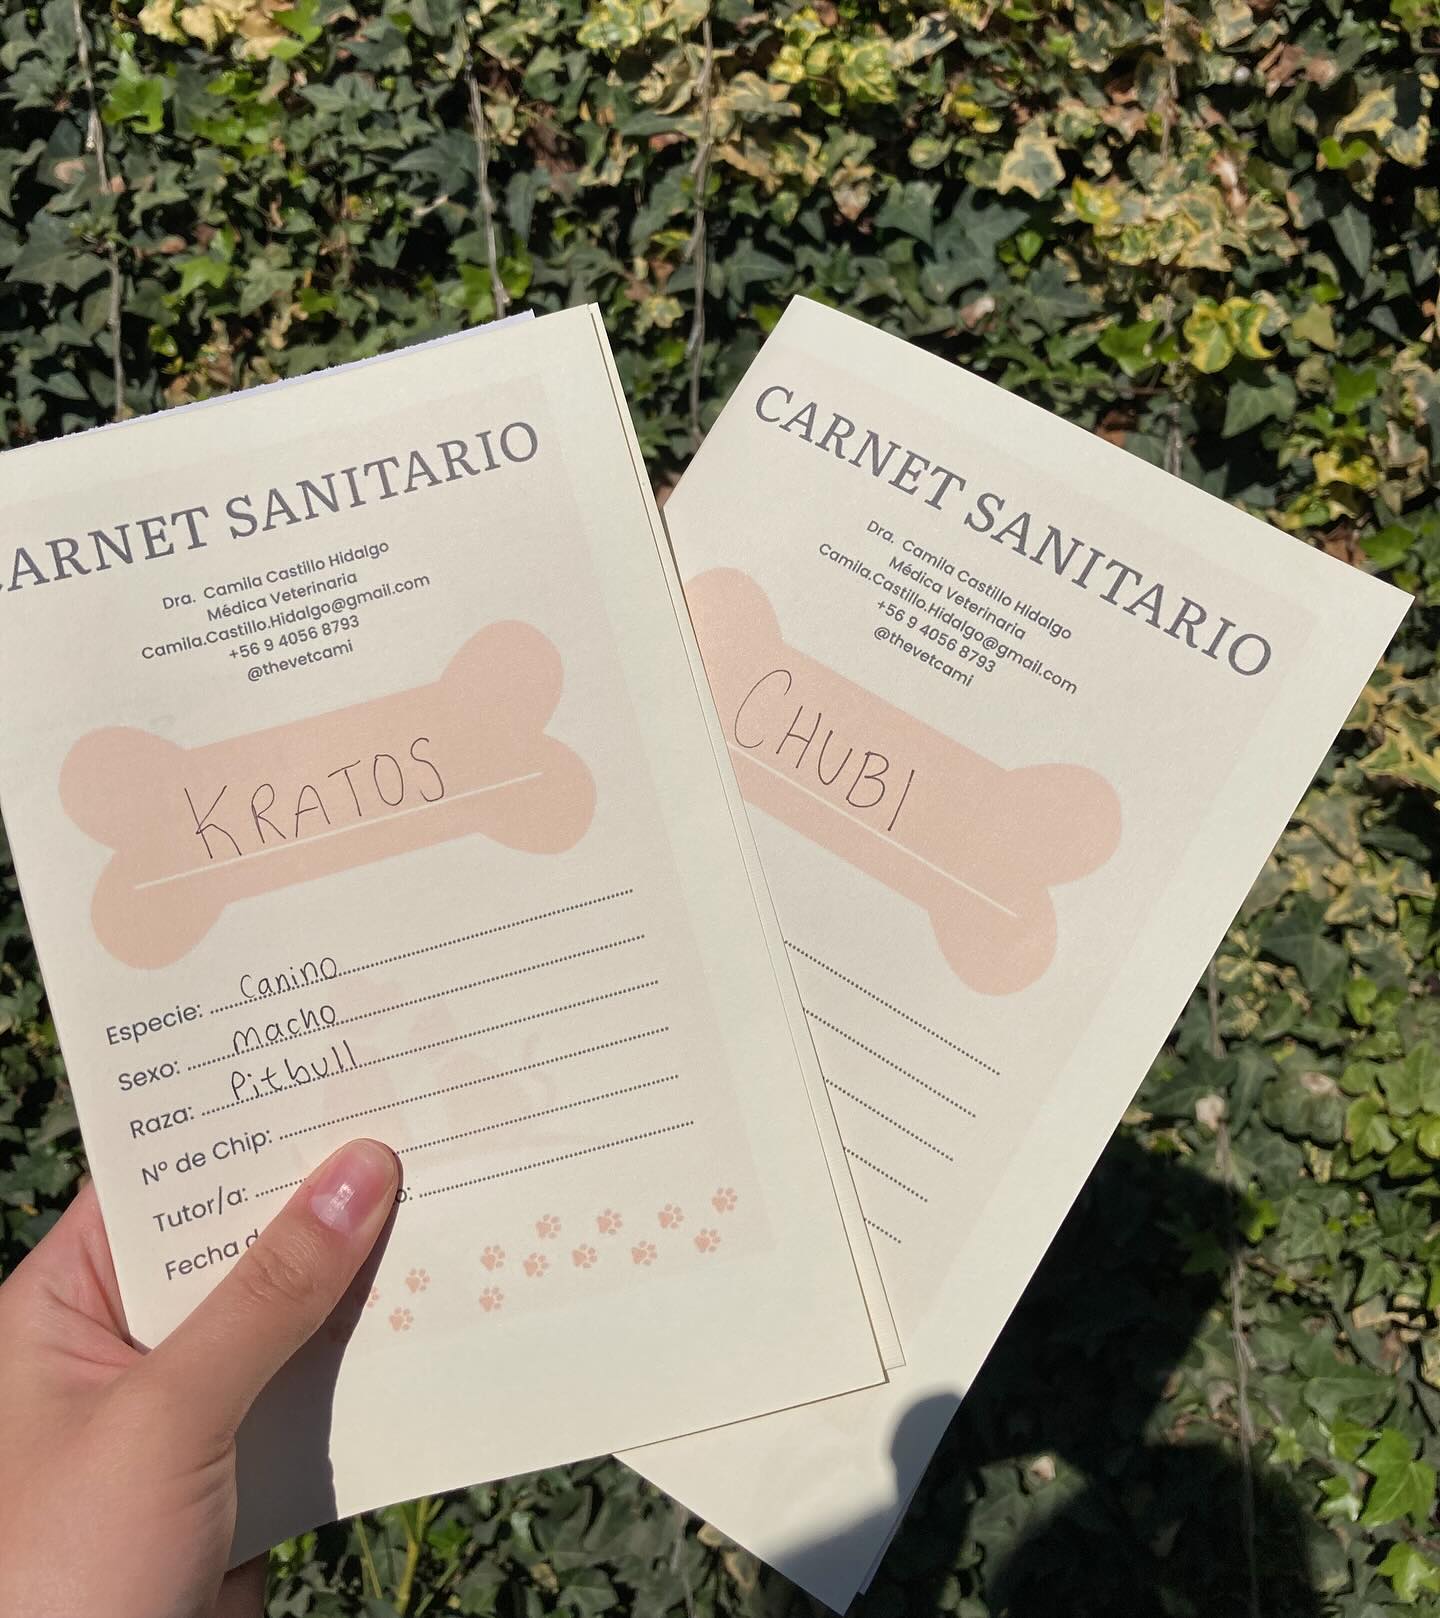 CARNET SANITARIO
Dra. Camila Castillo Hidalgo
Médica Veterinaria
Camila.Castillo.Hidalgo@gmail.com
+56 9 4056 8793
@thevetcami
KRATOS
Especie: Canino
Sexo: macho
Raza: Pitbull
Nº de Chip:
Tutor/a:
Fecha
CARNET SANITARIO
Dra. Camila Castillo Hidalgo
Médica Veterinaria
Camila.Castillo.Hidalgo@gmail.com
+56 9 4056 8793
@thevetcami
CHUBI